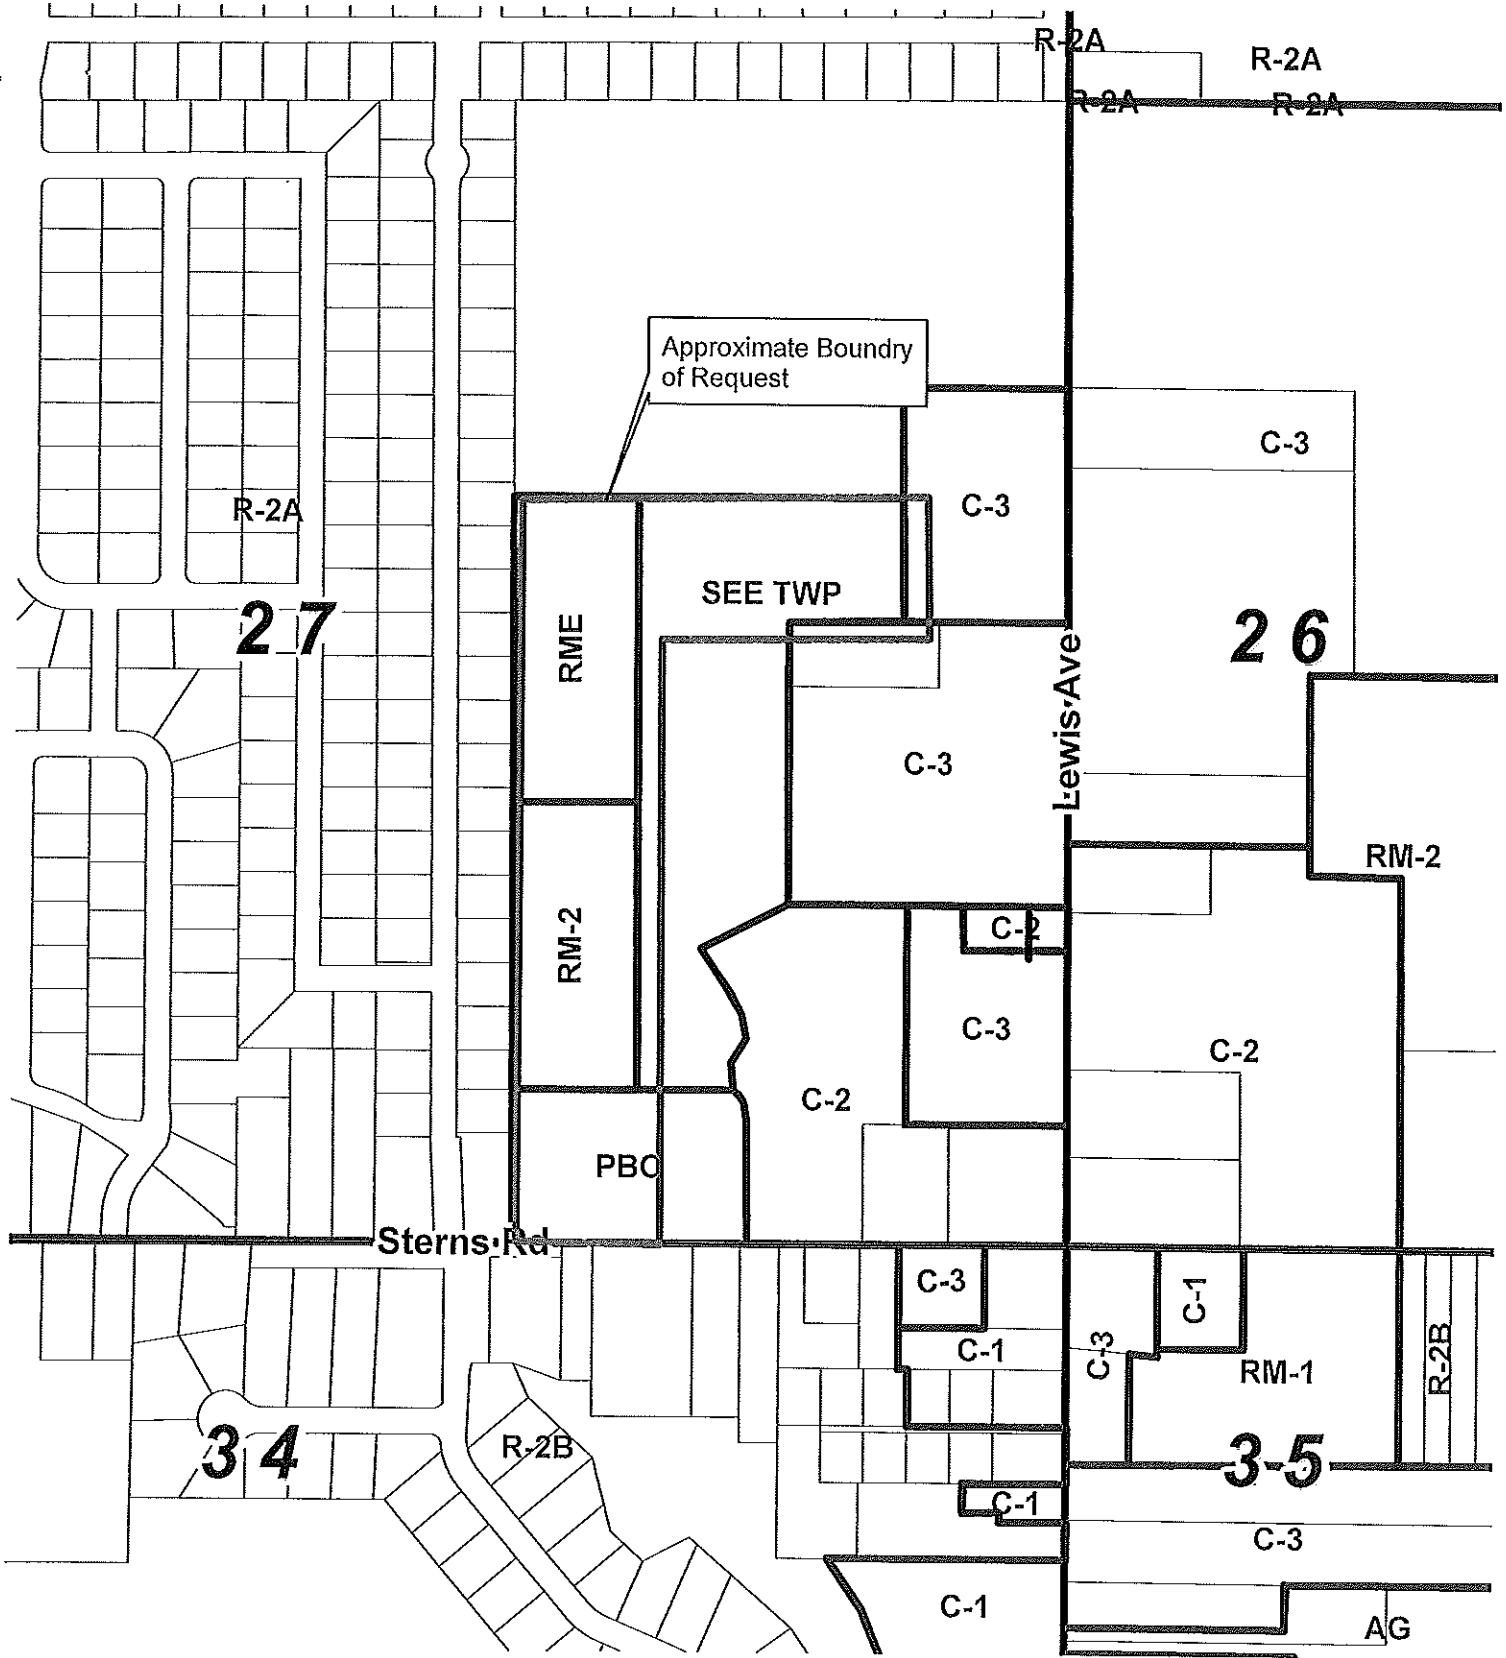 R-2A
R-2A
R-2A
R-2A
Approximate Boundry
of Request
C-3
C-3
R-2A
SEE TWP
27
RME
26
Lewis Ave
C-3
RM-2
C-2
RM-2
C-3
C-2
C-2
PBO
Sterns Rd
C-3
C-1
C-1
C-3
RM-1
R-2B
34
R-2B
35
C-1
C-3
C-1
AG